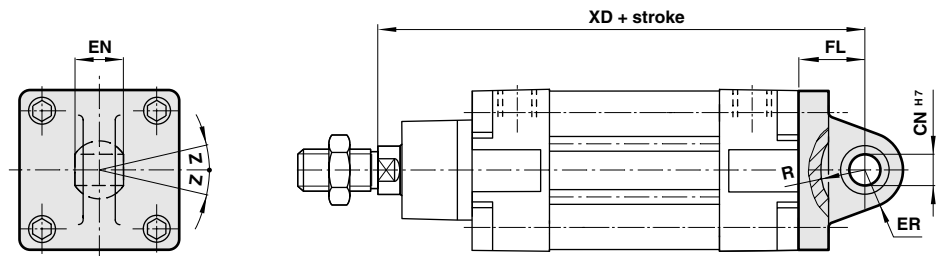 EN
Z
Z
XD + stroke
FL
CN H7
R
ER